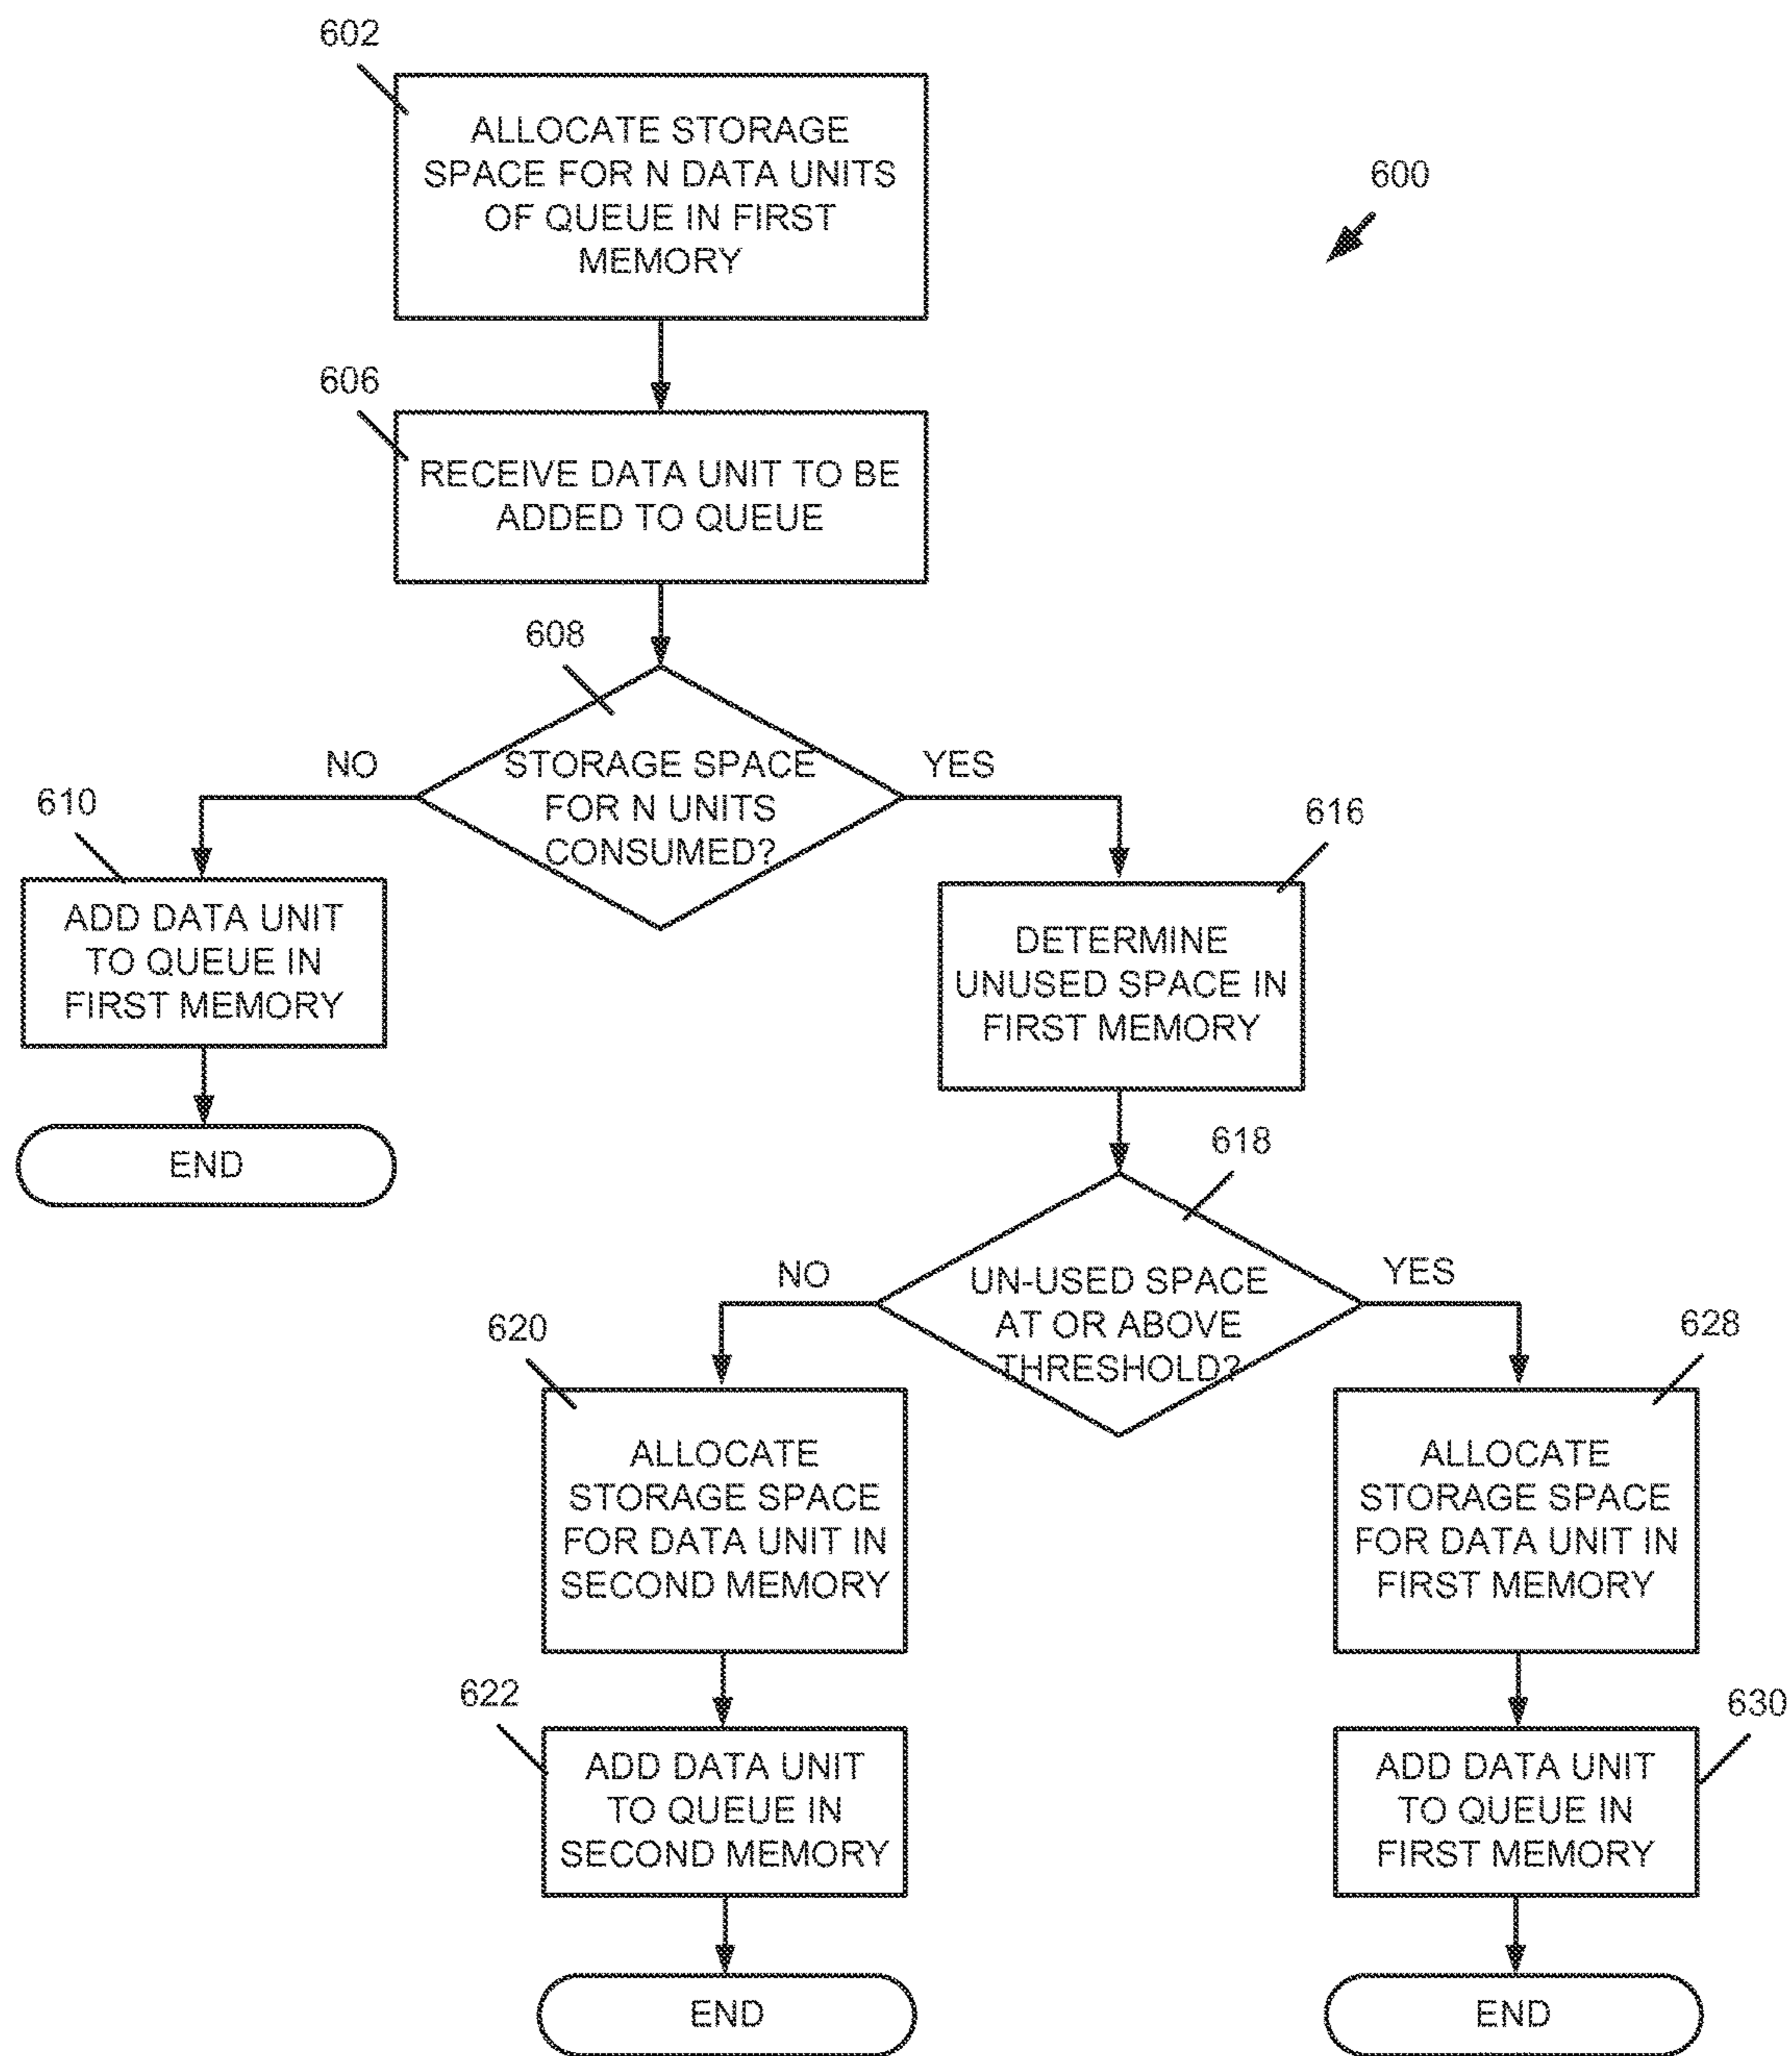 602
ALLOCATE STORAGE
SPACE FOR N DATA UNITS
OF QUEUE IN FIRST
MEMORY
600
606
RECEIVE DATA UNIT TO BE
ADDED TO QUEUE
608
NO
STORAGE SPACE
FOR N UNITS
CONSUMED?
YES
610
ADD DATA UNIT
TO QUEUE IN
FIRST MEMORY
END
616
DETERMINE
UNUSED SPACE IN
FIRST MEMORY
618
NO
UN-USED SPACE
AT OR ABOVE
THRESHOLD?
YES
620
ALLOCATE
STORAGE SPACE
FOR DATA UNIT IN
SECOND MEMORY
622
ADD DATA UNIT
TO QUEUE IN
SECOND MEMORY
END
628
ALLOCATE
STORAGE SPACE
FOR DATA UNIT IN
FIRST MEMORY
630
ADD DATA UNIT
TO QUEUE IN
FIRST MEMORY
END